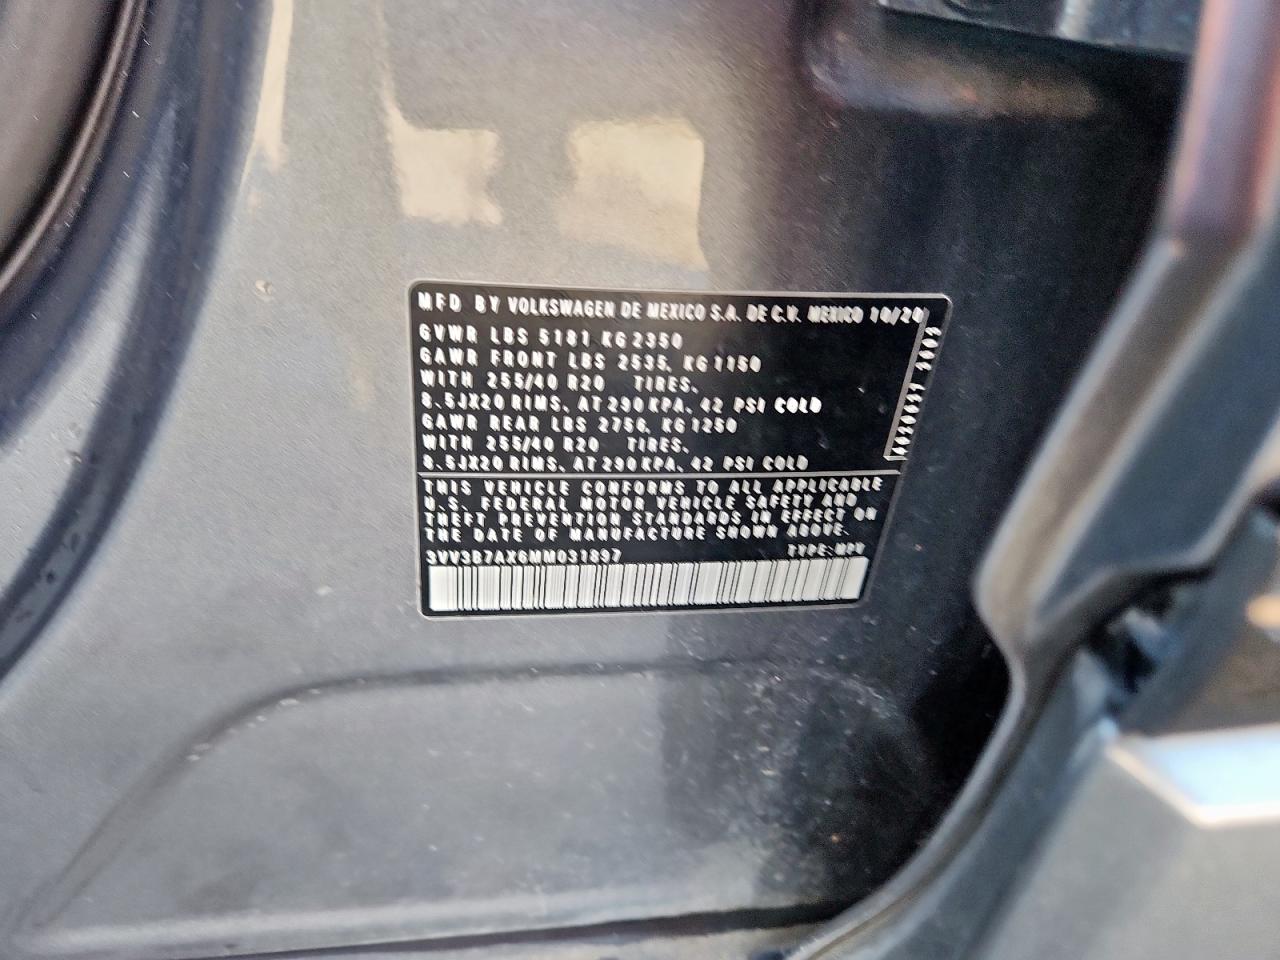 MFD BY VOLKSWAGEN DE MEXICO S.A. DE C.V. MEXICO 10/20
GVWR LBS 5181 KG 2350
GAWR FRONT LBS 2535, KG 1150
WITH 255/40 R20 TIRES.
8.5JX20 RIMS. AT 290 KPA. 42 PSI COLD
GAWR REAR LBS 2756, KG 1250
WITH 255/40 R20 TIRES.
8.5JX20 RIMS. AT 290 KPA. 42 PSI COLD
THIS VEHICLE CONFORMS TO ALL APPLICABLE
U.S. FEDERAL MOTOR VEHICLE SAFETY AND
THEFT PREVENTION STANDARDS IN EFFECT ON
THE DATE OF MANUFACTURE SHOWN ABOVE.
3VV3B7AX6MM031897 TYPE:MPV